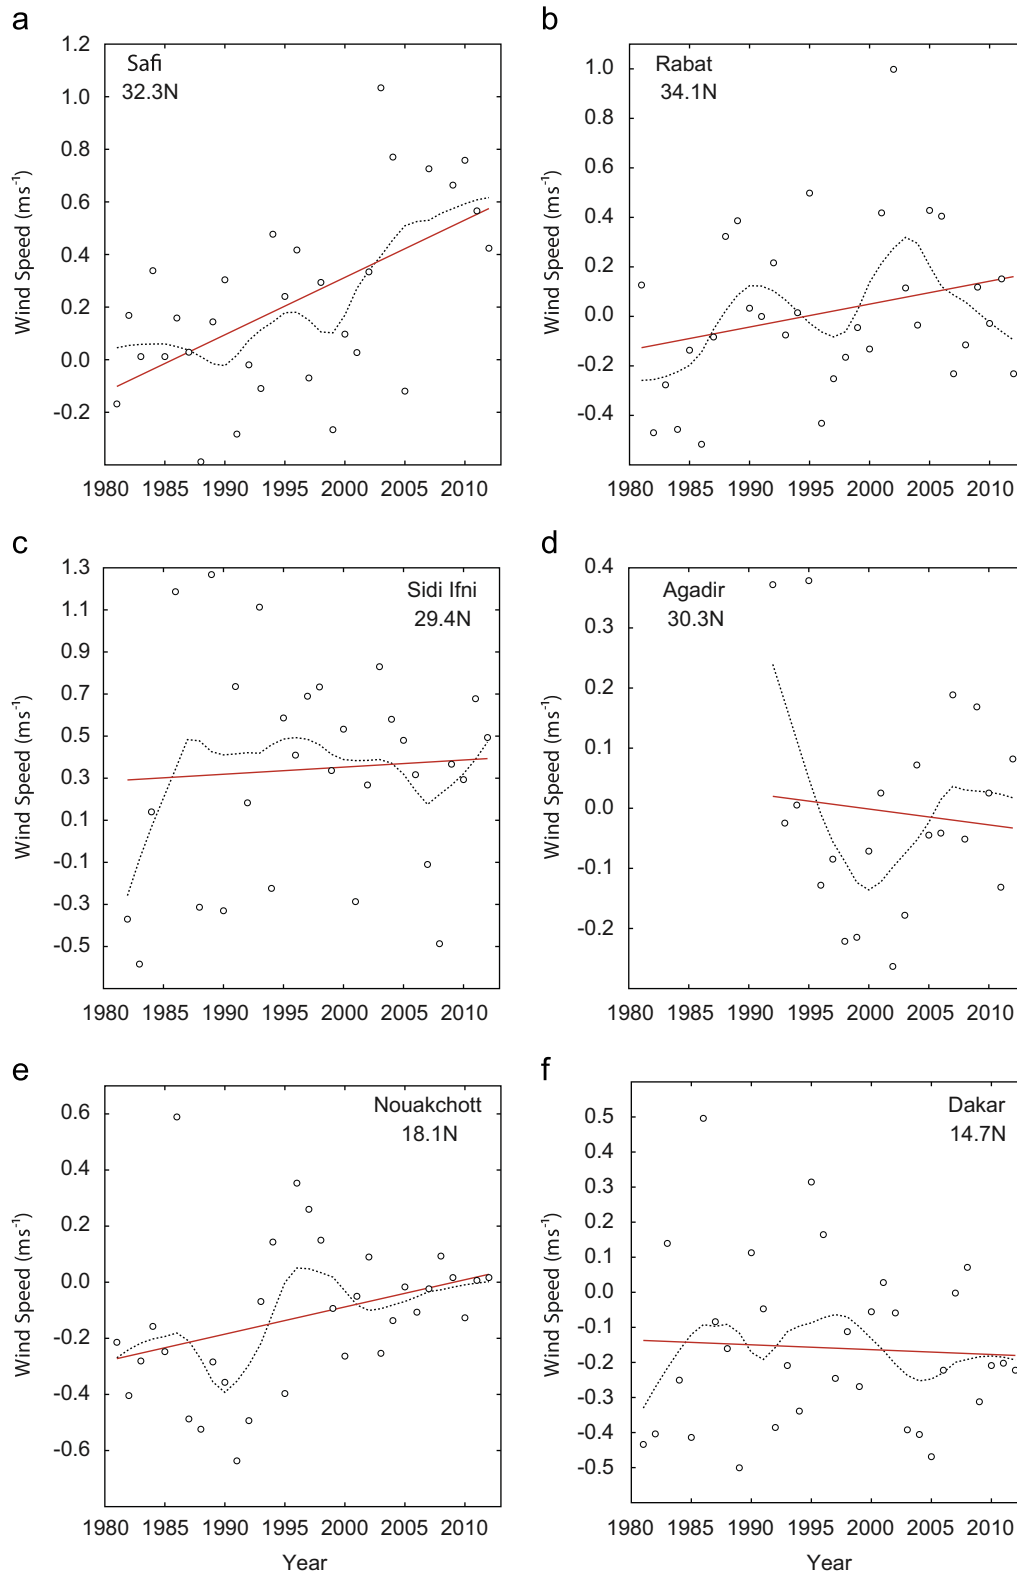 a
Safi
32.3N
1.2
1.0
0.8
0.6
0.4
0.2
0.0
-0.2
Wind Speed (ms⁻¹)
1980 1985 1990 1995 2000 2005 2010
b
Rabat
34.1N
1.0
0.8
0.6
0.4
0.2
0.0
-0.2
-0.4
Wind Speed (ms⁻¹)
1980 1985 1990 1995 2000 2005 2010
c
Sidi Ifni
29.4N
1.3
1.1
0.9
0.7
0.5
0.3
0.1
-0.1
-0.3
-0.5
Wind Speed (ms⁻¹)
1980 1985 1990 1995 2000 2005 2010
d
Agadir
30.3N
0.4
0.3
0.2
0.1
0.0
-0.1
-0.2
Wind Speed (ms⁻¹)
1980 1985 1990 1995 2000 2005 2010
e
Nouakchott
18.1N
0.6
0.4
0.2
0.0
-0.2
-0.4
-0.6
Wind Speed (ms⁻¹)
1980 1985 1990 1995 2000 2005 2010
Year
f
Dakar
14.7N
0.5
0.4
0.3
0.2
0.1
0.0
-0.1
-0.2
-0.3
-0.4
-0.5
Wind Speed (ms⁻¹)
1980 1985 1990 1995 2000 2005 2010
Year